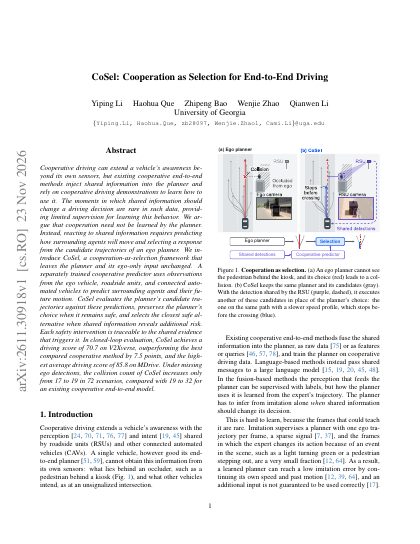 CoSel: Cooperation as Selection for End-to-End Driving
Yiping Li Haohua Que Zhipeng Bao Wenjie Zhao Qianwen Li
University of Georgia
{Yiping.Li, Haohua.Que, zb28097, Wenjie.Zhao1, Cami.Li}@uga.edu
arXiv:2611.30918v1 [cs.RO] 23 Nov 2026
Abstract
Cooperative driving can extend a vehicle's awareness be-
yond its own sensors, but existing cooperative end-to-end
methods inject shared information into the planner and
rely on cooperative driving demonstrations to learn how to
use it. The moments in which shared information should
change a driving decision are rare in such data, provid-
ing limited supervision for learning this behavior. We ar-
gue that cooperation need not be learned by the planner.
Instead, reacting to shared information requires predicting
how surrounding agents will move and selecting a response
from the candidate trajectories of an ego planner. We in-
troduce CoSel, a cooperation-as-selection framework that
leaves the planner and its ego-only input unchanged. A
separately trained cooperative predictor uses observations
from the ego vehicle, roadside units, and connected auto-
mated vehicles to predict surrounding agents and their fu-
ture motion. CoSel evaluates the planner's candidate tra-
jectories against these predictions, preserves the planner's
choice when it remains safe, and selects the closest safe al-
ternative when shared information reveals additional risk.
Each safety intervention is traceable to the shared evidence
that triggers it. In closed-loop evaluation, CoSel achieves a
driving score of 70.7 on V2Xverse, outperforming the best
compared cooperative method by 7.5 points, and the high-
est average driving score of 55.8 on MDrive. Under missing
ego detections, the collision count of CoSel increases only
from 17 to 19 in 72 scenarios, compared with 19 to 32 for
an existing cooperative end-to-end model.
1. Introduction
Cooperative driving extends a vehicle's awareness with the
perception [24, 70, 71, 76, 77] and intent [19, 45] shared
by roadside units (RSUs) and other connected automated
vehicles (CAVs). A single vehicle, however good its end-
to-end planner [51, 59], cannot obtain this information from
its own sensors: what lies behind an occluder, such as a
pedestrian behind a kiosk (Fig. 1), and what other vehicles
intend, as at an unsignalized intersection.
(a) Ego planner
(b) CoSel
RSU
RSU
Collision
Occluded
from ego
Stops
before
crossing
Ego camera
RSU camera
Shared detections
Ego planner
Selection
Shared detections
Cooperative predictor
Figure 1. Cooperation as selection. (a) An ego planner cannot see
the pedestrian behind the kiosk, and its choice (red) leads to a col-
lision. (b) CoSel keeps the same planner and its candidates (gray).
With the detection shared by the RSU (purple, dashed), it executes
another of these candidates in place of the planner's choice: the
one on the same path with a slower speed profile, which stops be-
fore the crossing (blue).
Existing cooperative end-to-end methods fuse the shared
information into the planner, as raw data [75] or as features
or queries [46, 57, 78], and train the planner on cooperative
driving data. Language-methods instead pass shared
messages to a large language model [15, 19, 20, 45, 48].
In the fusion-based methods the perception that feeds the
planner can be supervised with labels, but how the planner
uses it is learned from the expert's trajectory. The planner
has to infer from imitation alone when shared information
should change its decision.
This is hard to learn, because the frames that could teach
it are rare. Imitation supervises a planner with one ego tra-
jectory per frame, a sparse signal [7, 37], and the frames
in which the expert changes its action because of an event
in the scene, such as a light turning green or a pedestrian
stepping out, are a very small fraction [12, 64]. As a result,
a learned planner can reach a low imitation error by con-
tinuing its own speed and past motion [12, 39, 64], and an
additional input is not guaranteed to be used correctly [17].
1